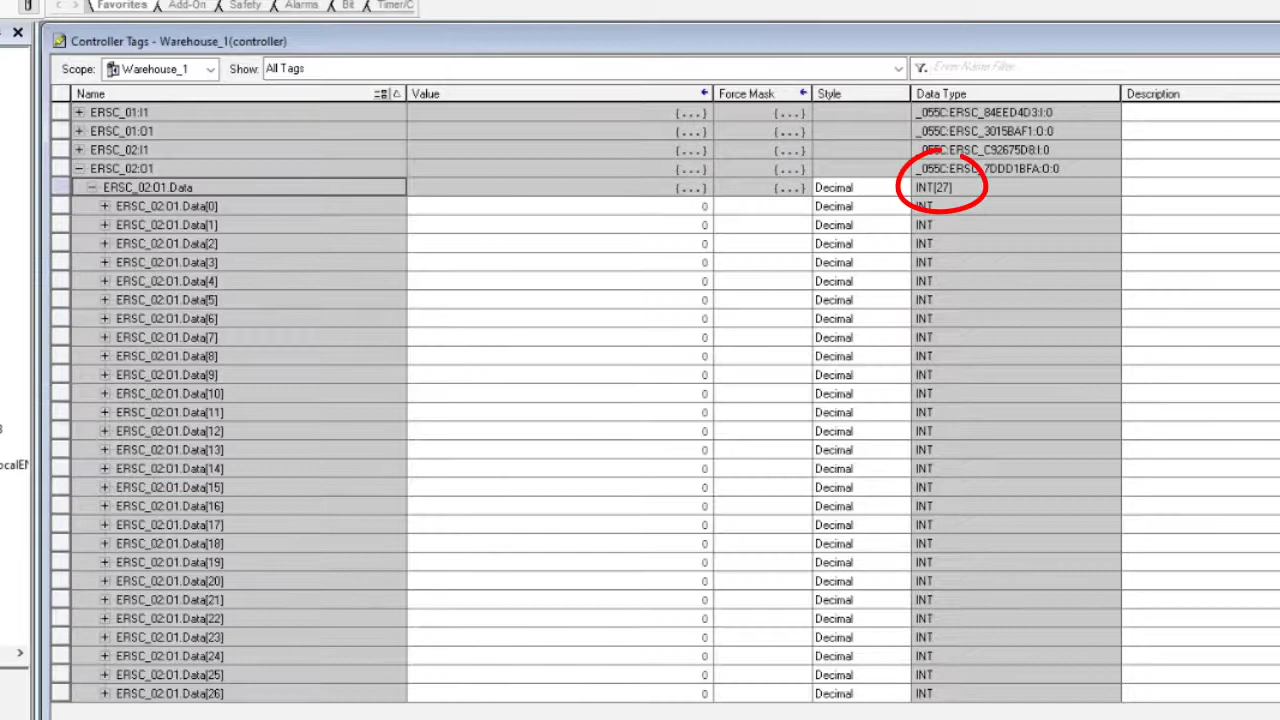 Favorites Add-On Safety Alarms Bit Timer/C
Controller Tags - Warehouse_1(controller)
Scope: Warehouse_1 Show: All Tags Enter Name Filter...
Name Value Force Mask Style Data Type Description
ERSC_01:I1 {...} {...} _055C:ERSC_84EED4D3:I:0
ERSC_01:O1 {...} {...} _055C:ERSC_3015BAF1:O:0
ERSC_02:I1 {...} {...} _055C:ERSC_C92675D8:I:0
ERSC_02:O1 _055C:ERSC_7DDD1BFA:O:0
ERSC_02:O1.Data {...} {...} Decimal INT[27]
ERSC_02:O1.Data[0] 0 Decimal INT
ERSC_02:O1.Data[1] 0 Decimal INT
ERSC_02:O1.Data[2] 0 Decimal INT
ERSC_02:O1.Data[3] 0 Decimal INT
ERSC_02:O1.Data[4] 0 Decimal INT
ERSC_02:O1.Data[5] 0 Decimal INT
ERSC_02:O1.Data[6] 0 Decimal INT
ERSC_02:O1.Data[7] 0 Decimal INT
ERSC_02:O1.Data[8] 0 Decimal INT
ERSC_02:O1.Data[9] 0 Decimal INT
ERSC_02:O1.Data[10] 0 Decimal INT
ERSC_02:O1.Data[11] 0 Decimal INT
ERSC_02:O1.Data[12] 0 Decimal INT
ERSC_02:O1.Data[13] 0 Decimal INT
ERSC_02:O1.Data[14] 0 Decimal INT
ERSC_02:O1.Data[15] 0 Decimal INT
ERSC_02:O1.Data[16] 0 Decimal INT
ERSC_02:O1.Data[17] 0 Decimal INT
ERSC_02:O1.Data[18] 0 Decimal INT
ERSC_02:O1.Data[19] 0 Decimal INT
ERSC_02:O1.Data[20] 0 Decimal INT
ERSC_02:O1.Data[21] 0 Decimal INT
ERSC_02:O1.Data[22] 0 Decimal INT
ERSC_02:O1.Data[23] 0 Decimal INT
ERSC_02:O1.Data[24] 0 Decimal INT
ERSC_02:O1.Data[25] 0 Decimal INT
ERSC_02:O1.Data[26] 0 Decimal INT